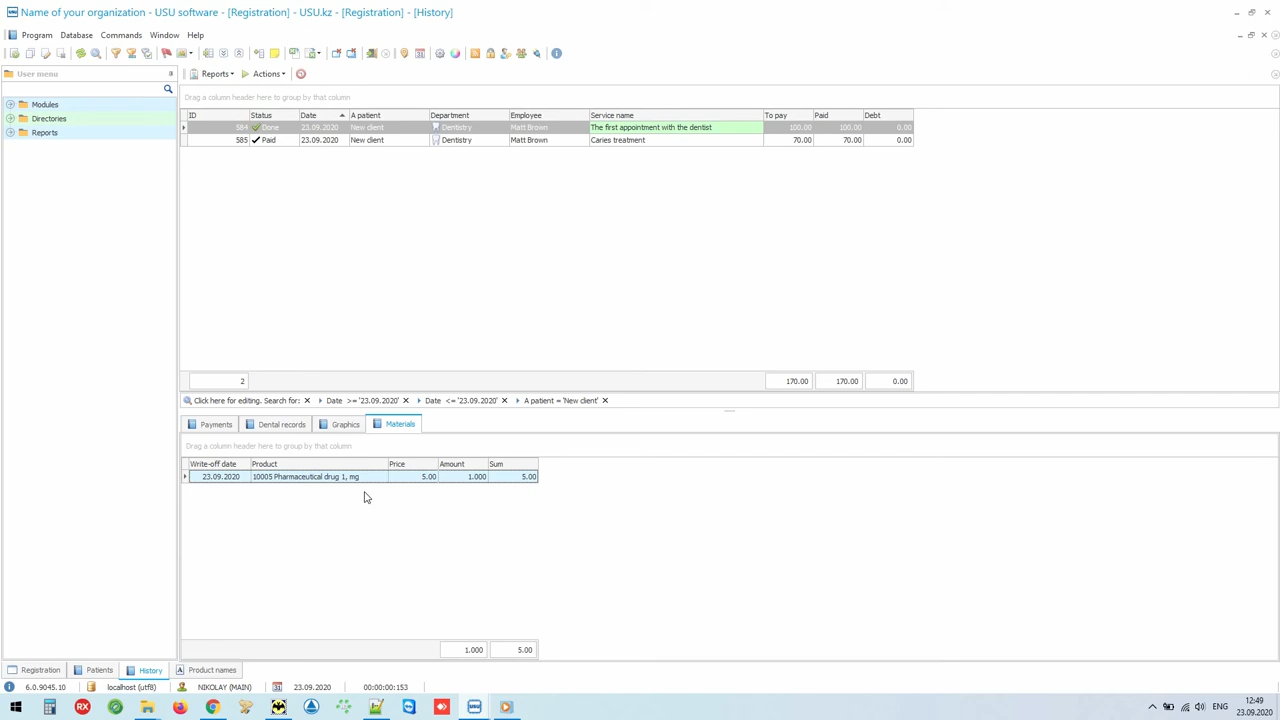 Name of your organization - USU software - [Registration] - USU.kz - [Registration] - [History]
Program Database Commands Window Help
User menu
Reports Actions
Modules
Directories
Reports
Drag a column header here to group by that column
ID Status Date A patient Department Employee Service name To pay Paid Debt
584 Done 23.09.2020 New client Dentistry Matt Brown The first appointment with the dentist 100.00 100.00 0.00
585 Paid 23.09.2020 New client Dentistry Matt Brown Caries treatment 70.00 70.00 0.00
2 170.00 170.00 0.00
Click here for editing. Search for: Date >= '23.09.2020' Date <= '23.09.2020' A patient = 'New client'
Payments Dental records Graphics Materials
Drag a column header here to group by that column
Write-off date Product Price Amount Sum
23.09.2020 10005 Pharmaceutical drug 1, mg 5.00 1.000 5.00
1.000 5.00
Registration Patients History Product names
6.0.9045.10 localhost (utf8) NIKOLAY (MAIN) 23.09.2020 00:00:00:153
RX ENG 12:49
23.09.2020